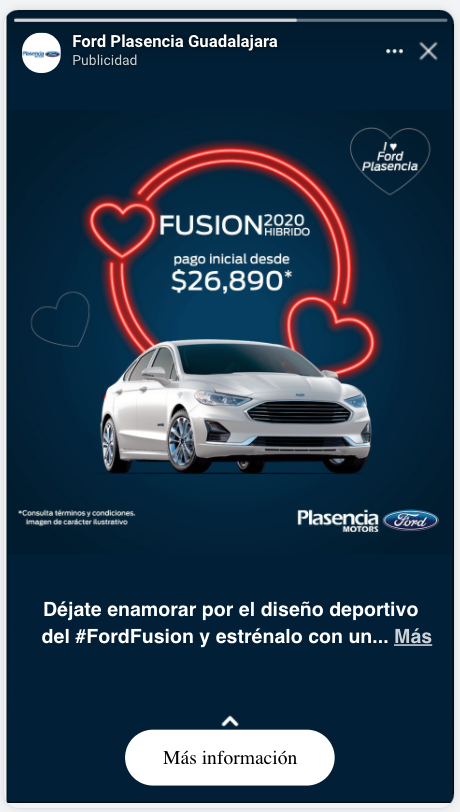 Ford Plasencia Guadalajara
Publicidad
I ♥
Ford
Plasencia
FUSION 2020
HIBRIDO
pago inicial desde
$26,890*
*Consulta términos y condiciones.
Imagen de carácter ilustrativo
Plasencia
MOTORS
Ford
Déjate enamorar por el diseño deportivo
del #FordFusion y estrénalo con un... Más
Más información